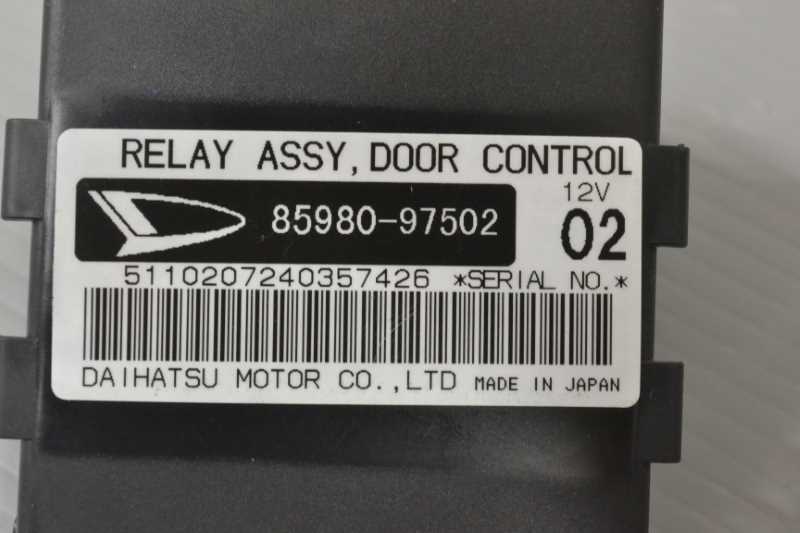 RELAY ASSY, DOOR CONTROL
85980-97502
12V
02
5110207240357426 *SERIAL NO.*
DAIHATSU MOTOR CO.,LTD MADE IN JAPAN